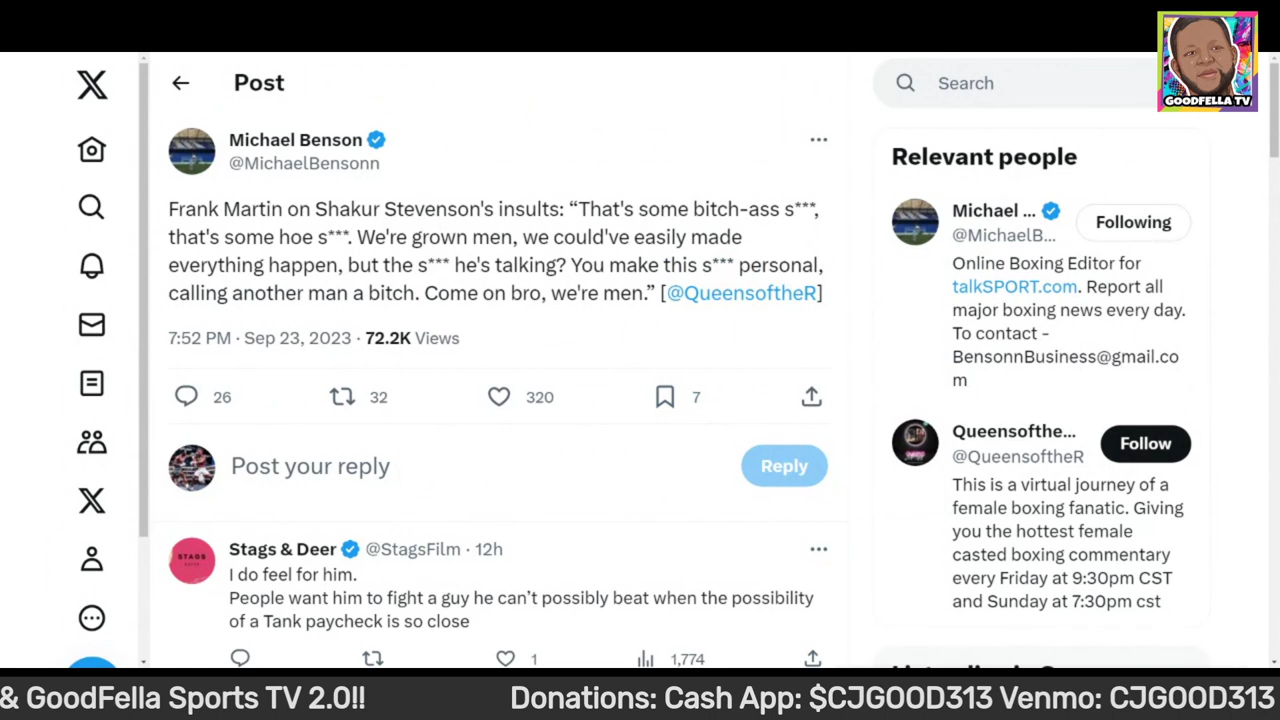 GOODFELLA TV
Post
Search
Michael Benson
@MichaelBensonn
Frank Martin on Shakur Stevenson's insults: “That's some bitch-ass s***,
that's some hoe s***. We're grown men, we could've easily made
everything happen, but the s*** he's talking? You make this s*** personal,
calling another man a bitch. Come on bro, we're men.” [@QueensoftheR]
7:52 PM · Sep 23, 2023 · 72.2K Views
26
32
320
7
Post your reply
Reply
Stags & Deer @StagsFilm · 12h
STAGS
I do feel for him.
People want him to fight a guy he can’t possibly beat when the possibility
of a Tank paycheck is so close
1
1,774
Relevant people
Michael ...
@MichaelB...
Following
Online Boxing Editor for
talkSPORT.com. Report all
major boxing news every day.
To contact -
BensonnBusiness@gmail.co
m
Queensofthe...
@QueensoftheR
Follow
This is a virtual journey of a
female boxing fanatic. Giving
you the hottest female
casted boxing commentary
every Friday at 9:30pm CST
and Sunday at 7:30pm cst
& GoodFella Sports TV 2.0!!
Donations: Cash App: $CJGOOD313 Venmo: CJGOOD313